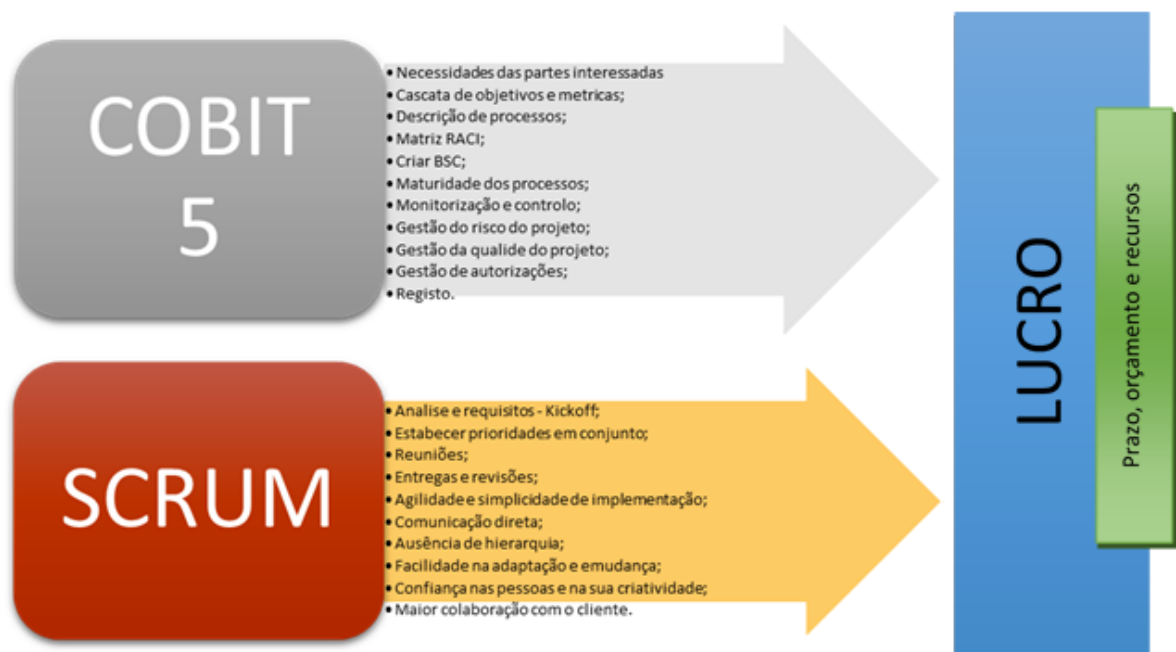 COBIT
5
• Necessidades das partes interessadas
• Cascata de objetivos e metricas;
• Descrição de processos;
• Matriz RACI;
• Criar BSC;
• Maturidade dos processos;
• Monitorização e controlo;
• Gestão do risco do projeto;
• Gestão da qualide do projeto;
• Gestão de autorizações;
• Registo.
SCRUM
• Analise e requisitos - Kickoff;
• Estabecer prioridades em conjunto;
• Reuniões;
• Entregas e revisões;
• Agilidade e simplicidade de implementação;
• Comunicação direta;
• Ausência de hierarquia;
• Facilidade na adaptação e emudança;
• Confiança nas pessoas e na sua criatividade;
• Maior colaboração com o cliente.
LUCRO
Prazo, orçamento e recursos